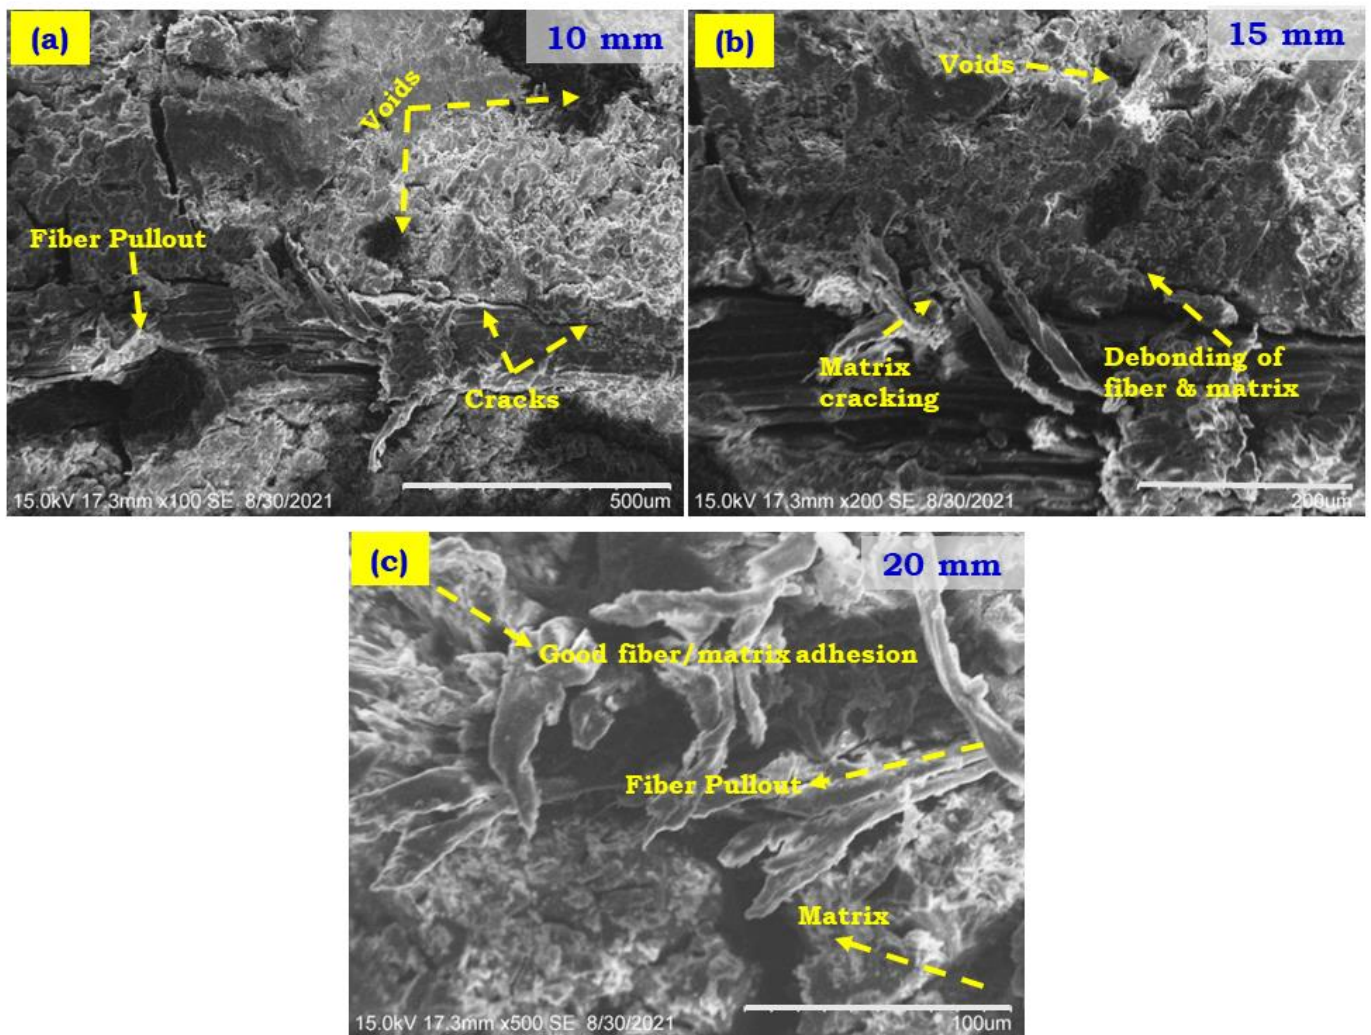 (a)
10 mm
Voids
Fiber Pullout
Cracks
15.0kV 17.3mm x100 SE 8/30/2021
500um
(b)
15 mm
Voids
Matrix
cracking
Debonding of
fiber & matrix
15.0kV 17.3mm x200 SE 8/30/2021
200um
(c)
20 mm
Good fiber/matrix adhesion
Fiber Pullout
Matrix
15.0kV 17.3mm x500 SE 8/30/2021
100um